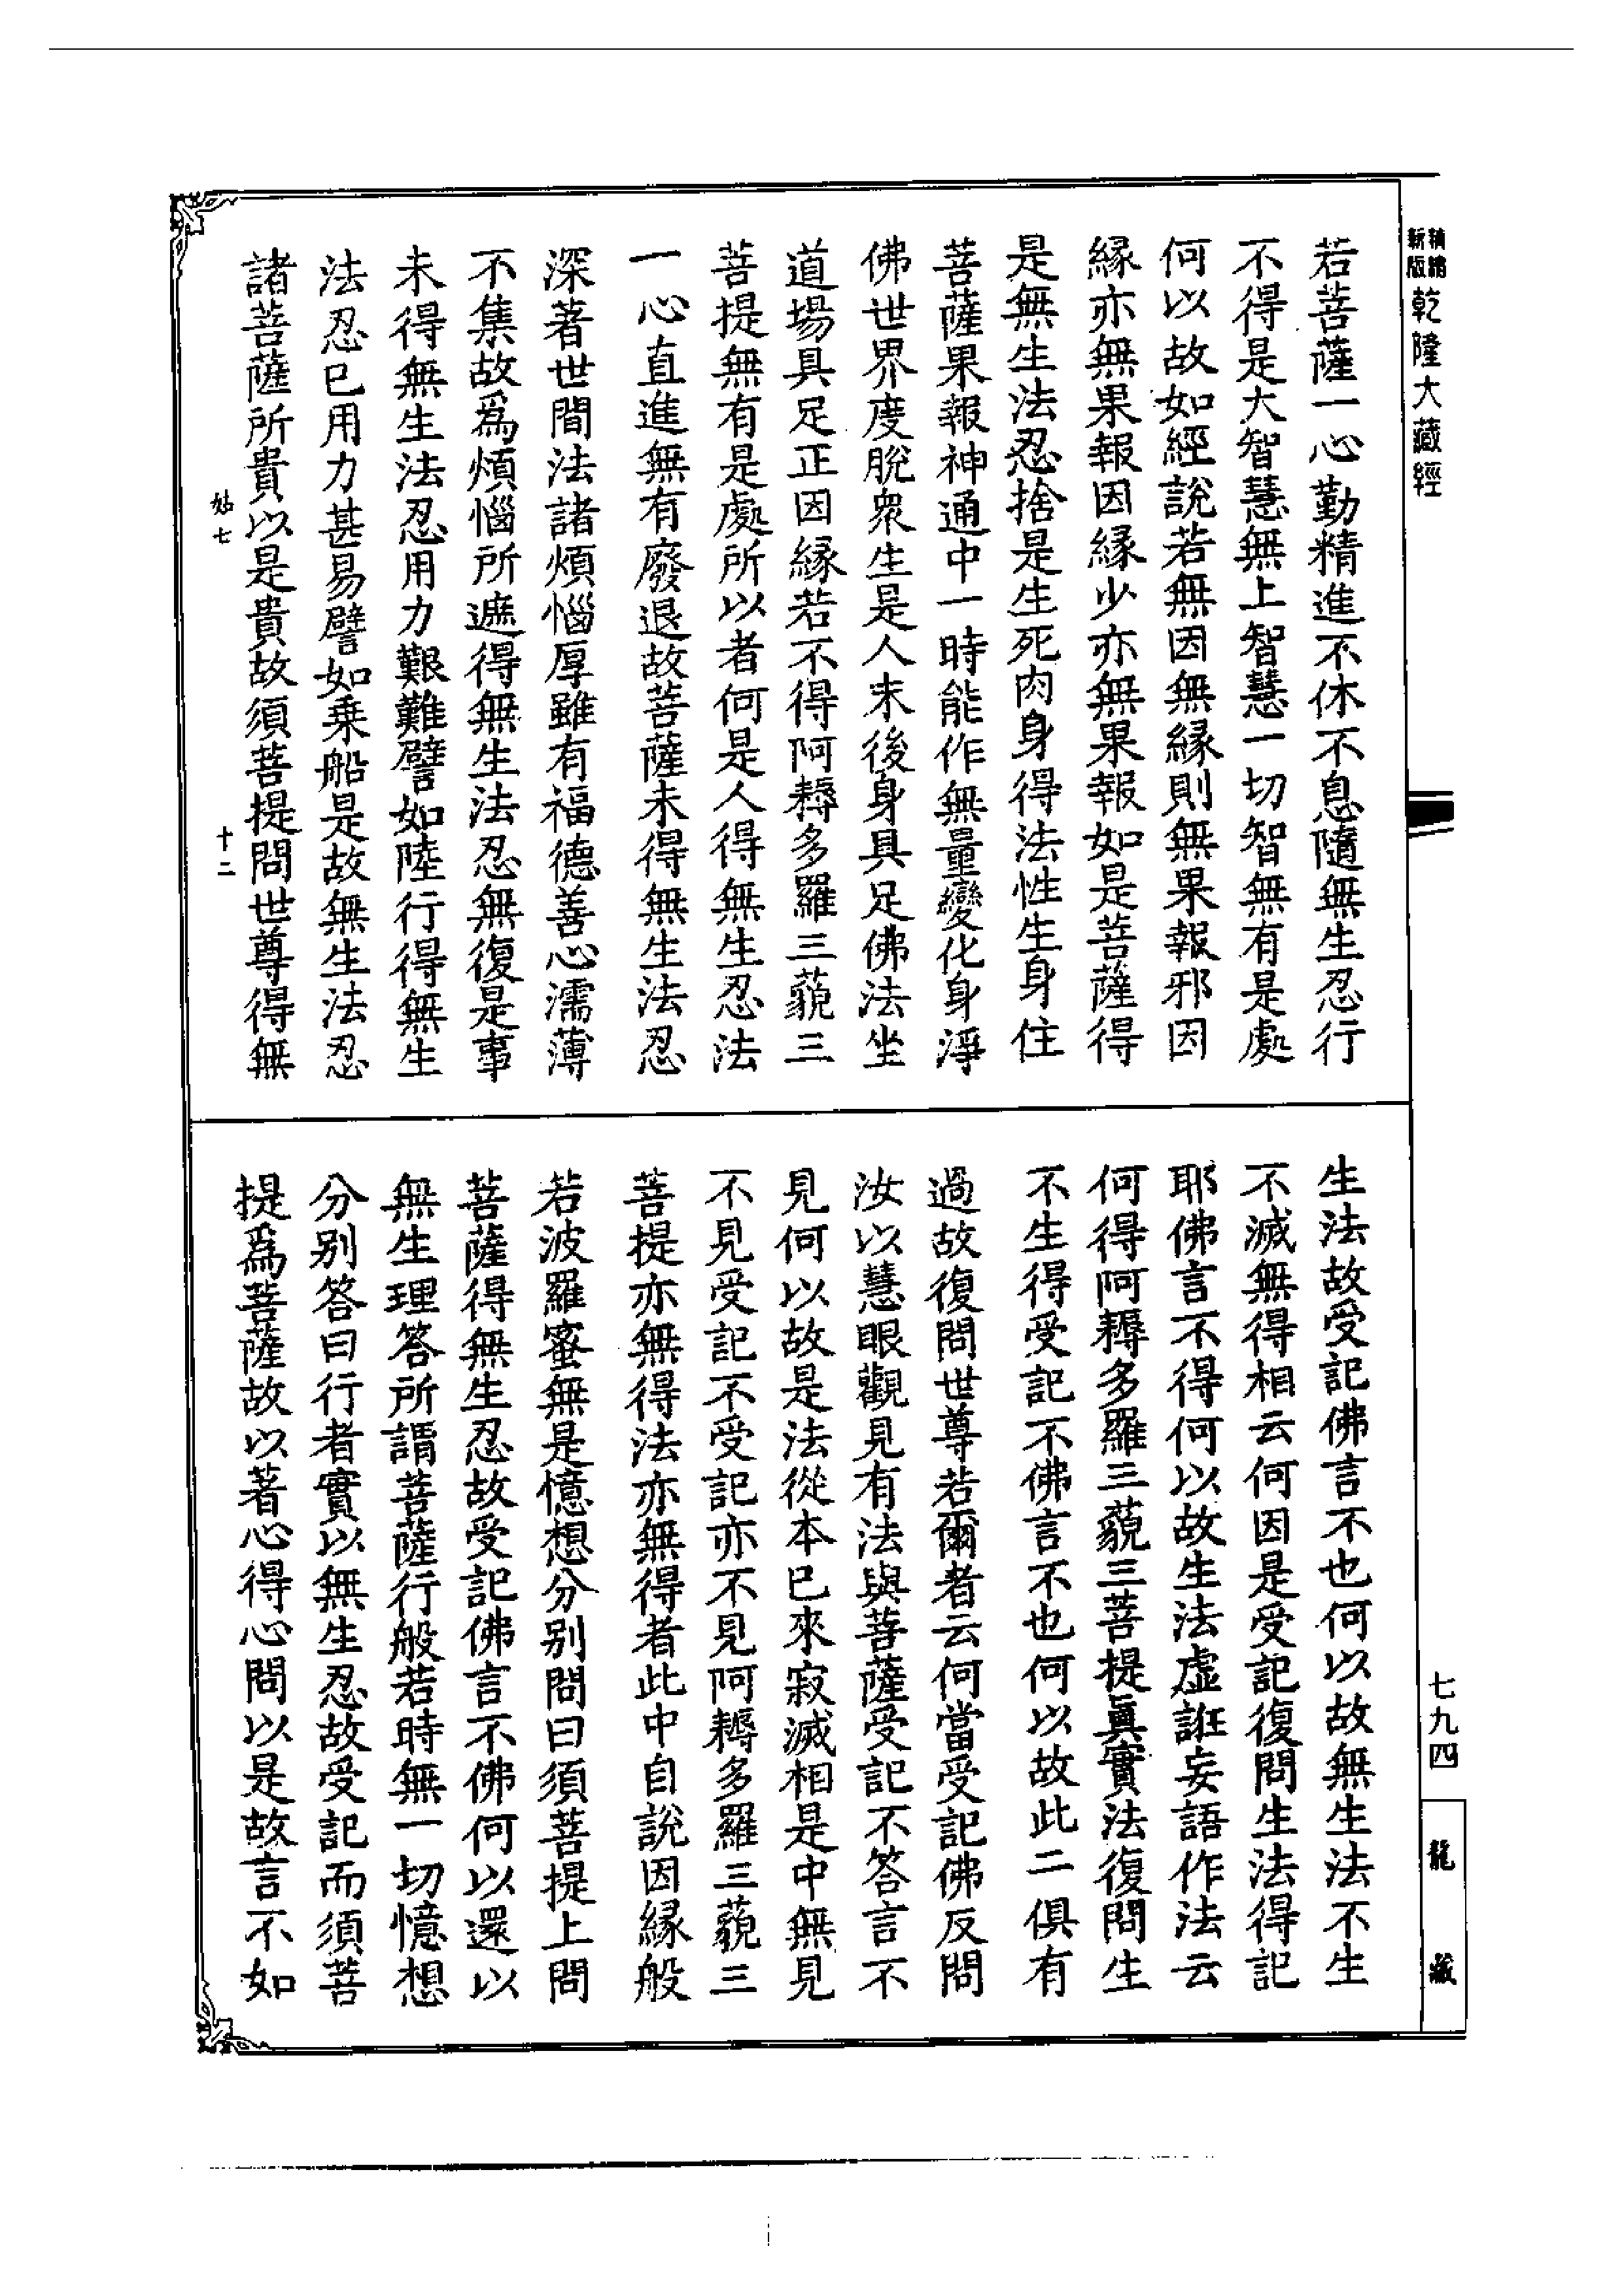 精繕
新版
乾隆大藏經
若菩薩一心勤精進不休不息隨無生忍行
不得是大智慧無上智慧一切智無有是處
何以故如經說若無因無縁則無果報邪因
縁亦無果報因縁少亦無果報如是菩薩得
是無生法忍捨是生死肉身得法性生身住
菩薩果報神通中一時能作無量變化身淨
佛世界度脫衆生是人末後身具足佛法坐
道場具足正因縁若不得阿耨多羅三藐三
菩提無有是處所以者何是人得無生忍法
一心直進無有廢退故菩薩未得無生法忍
深著世間法諸煩惱厚雖有福德善心濡薄
不集故爲煩惱所遮得無生法忍無復是事
未得無生法忍用力艱難譬如陸行得無生
法忍已用力甚易譬如乗船是故無生法忍
諸菩薩所貴以是貴故須菩提問世尊得無
姑七
十二
生法故受記佛言不也何以故無生法不生
不滅無得相云何因是受記復問生法得記
耶佛言不得何以故生法虚誑妄語作法云
何得阿耨多羅三藐三菩提眞實法復問生
不生得受記不佛言不也何以故此二俱有
過故復問世尊若爾者云何當受記佛反問
汝以慧眼觀見有法與菩薩受記不答言不
見何以故是法從本已來寂滅相是中無見
不見受記不受記亦不見阿耨多羅三藐三
菩提亦無得法亦無得者此中自説因縁般
若波羅蜜無是憶想分别問曰須菩提上問
菩薩得無生忍故受記佛言不佛何以還以
無生理答所謂菩薩行般若時無一切憶想
分别答曰行者實以無生忍故受記而須菩
提爲菩薩故以著心得心問以是故言不如
七九四
龍藏